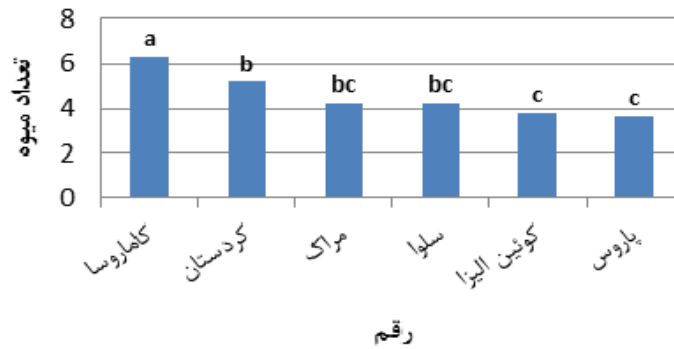 تعداد میوه
8
6
4
2
0
a
b
bc
bc
c
c
کاماروسا
کردستان
مراک
سلوا
کوئین الیزا
پاروس
رقم